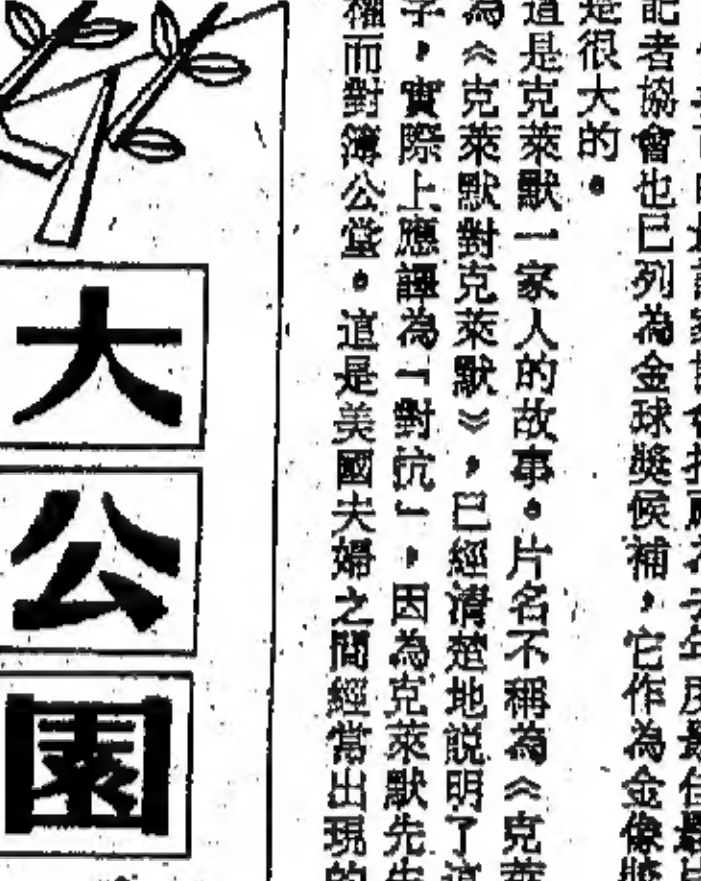 記者協會也已列為金球獎候補，它作為金像獎
是很大的。
這是克萊默一家人的故事。片名不稱為《克萊
為《克萊默對克萊默》，已經清楚地説明了這
字，實際上應譯為「對抗」，因為克萊默先生
權而對簿公堂。這是美國夫婦之間經常出現的
大公園